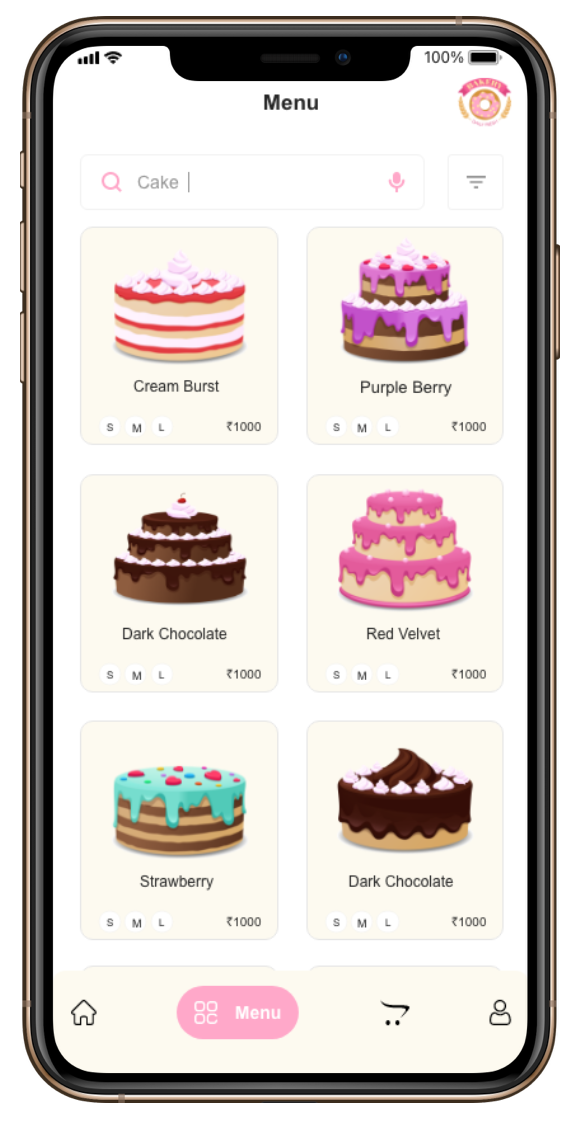 100%
Menu
BAKERY
Cake
Cream Burst
S M L ₹1000
Purple Berry
S M L ₹1000
Dark Chocolate
S M L ₹1000
Red Velvet
S M L ₹1000
Strawberry
S M L ₹1000
Dark Chocolate
S M L ₹1000
Menu